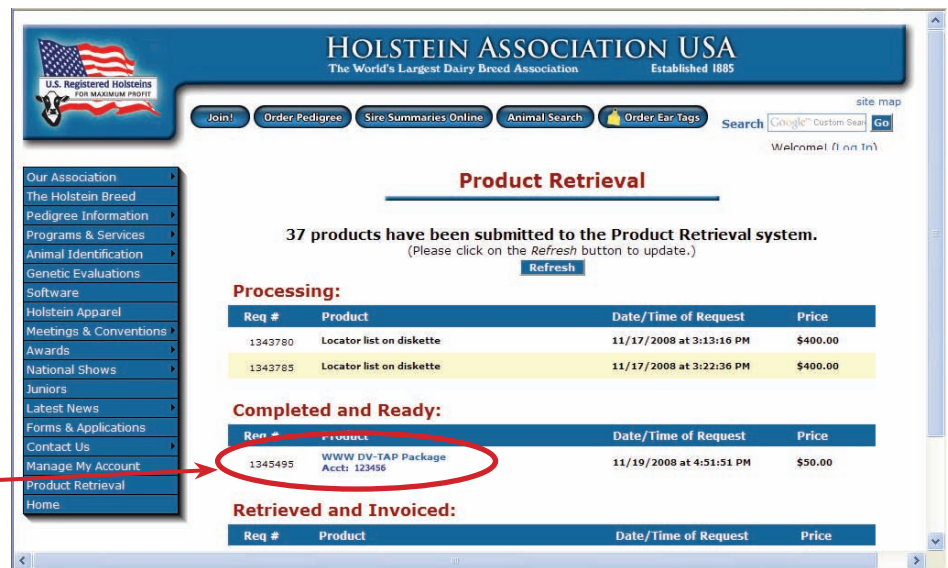 HOLSTEIN ASSOCIATION USA
The World's Largest Dairy Breed Association Established 1885
U.S. Registered Holsteins
FOR MAXIMUM PROFIT
site map
Join! Order Pedigree Sire Summaries Online Animal Search Order Ear Tags Search Google™ Custom Sear Go
Welcome! (Log In)
Our Association
The Holstein Breed
Pedigree Information
Programs & Services
Animal Identification
Genetic Evaluations
Software
Holstein Apparel
Meetings & Conventions
Awards
National Shows
Juniors
Latest News
Forms & Applications
Contact Us
Manage My Account
Product Retrieval
Home
Product Retrieval
37 products have been submitted to the Product Retrieval system.
(Please click on the Refresh button to update.)
Refresh
Processing:
Req # Product Date/Time of Request Price
1343780 Locator list on diskette 11/17/2008 at 3:13:16 PM $400.00
1343785 Locator list on diskette 11/17/2008 at 3:22:36 PM $400.00
Completed and Ready:
Req # Product Date/Time of Request Price
1345495 WWW DV-TAP Package 11/19/2008 at 4:51:51 PM $50.00
Acct: 123456
Retrieved and Invoiced:
Req # Product Date/Time of Request Price